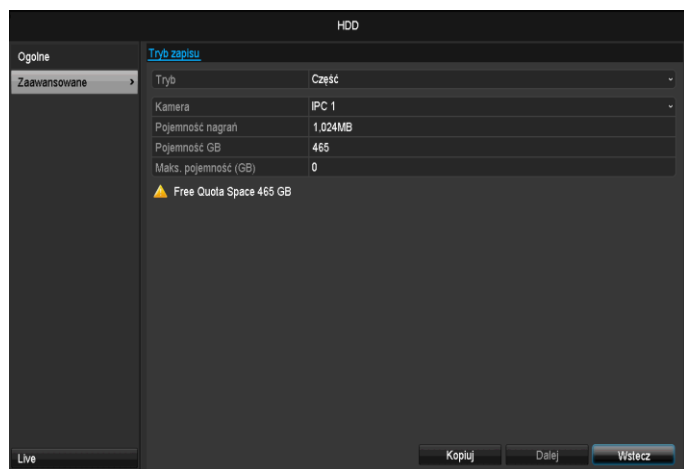 HDD
Ogolne
Zaawansowane
Tryb zapisu
Tryb Część
Kamera IPC 1
Pojemność nagrań 1,024MB
Pojemność GB 465
Maks. pojemność (GB) 0
Free Quota Space 465 GB
Live
Kopiuj Dalej Wstecz